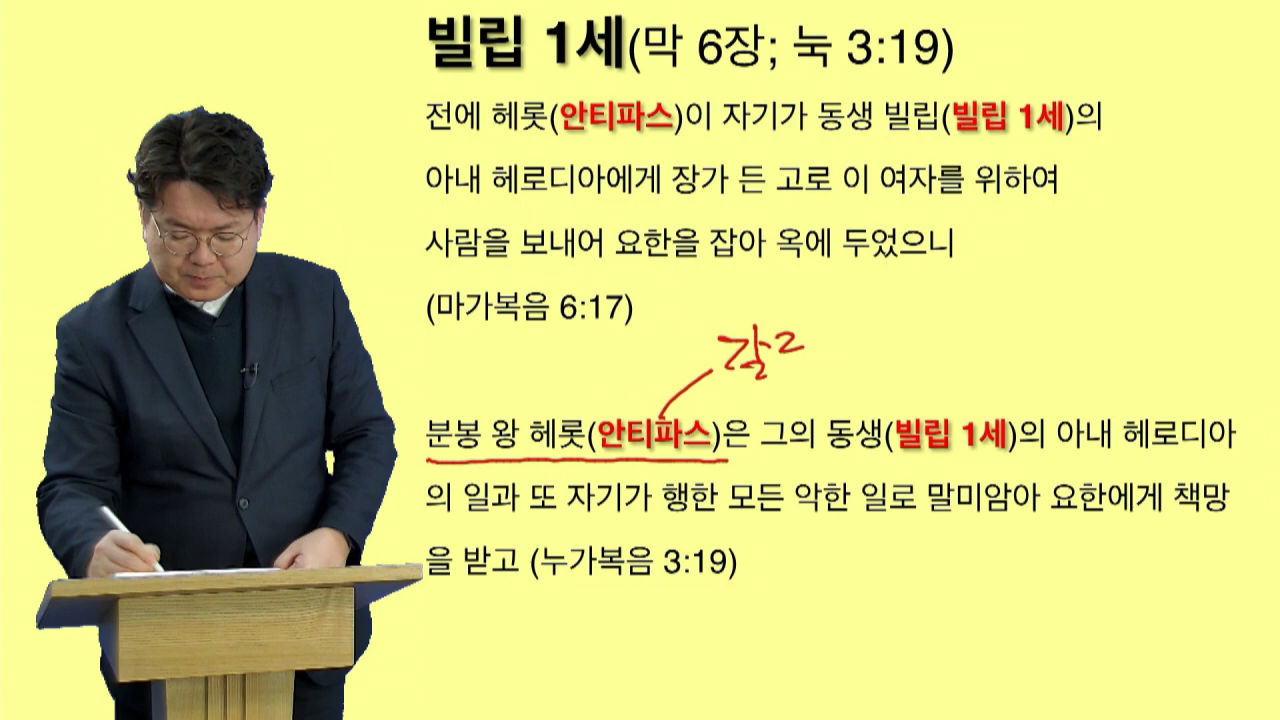 빌립 1세(막 6장; 눅 3:19)
전에 헤롯(안티파스)이 자기가 동생 빌립(빌립 1세)의
아내 헤로디아에게 장가 든 고로 이 여자를 위하여
사람을 보내어 요한을 잡아 옥에 두었으니
(마가복음 6:17)
분봉 왕 헤롯(안티파스)은 그의 동생(빌립 1세)의 아내 헤로디아
의 일과 또 자기가 행한 모든 악한 일로 말미암아 요한에게 책망
을 받고 (누가복음 3:19)